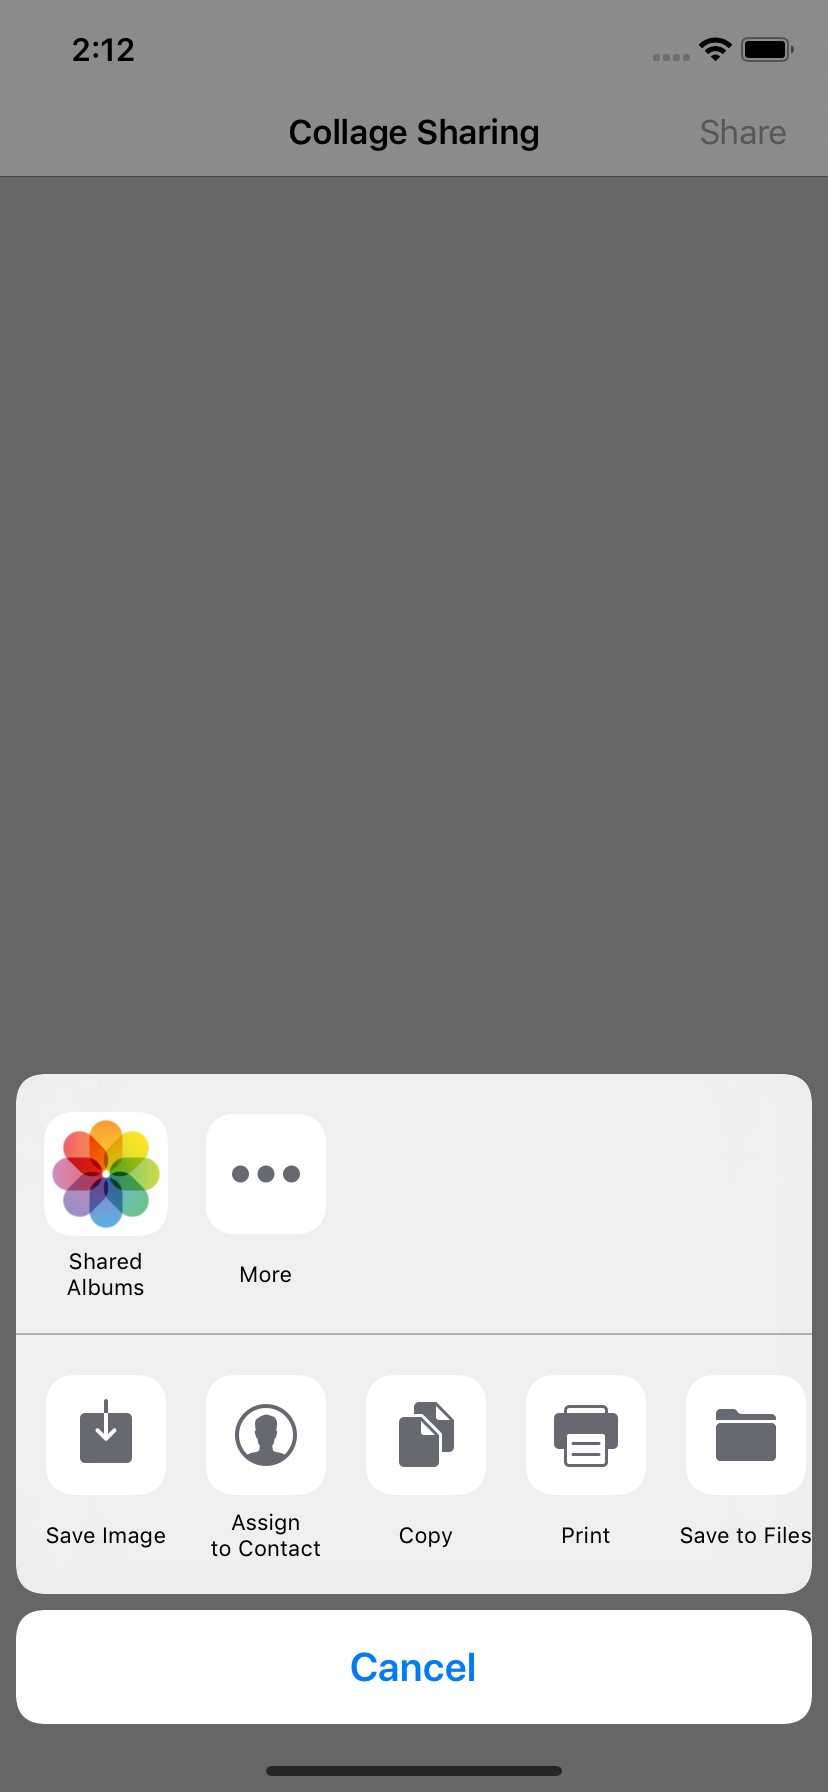 2:12
Collage Sharing
Share
Shared
Albums
More
Save Image
Assign
to Contact
Copy
Print
Save to Files
Cancel